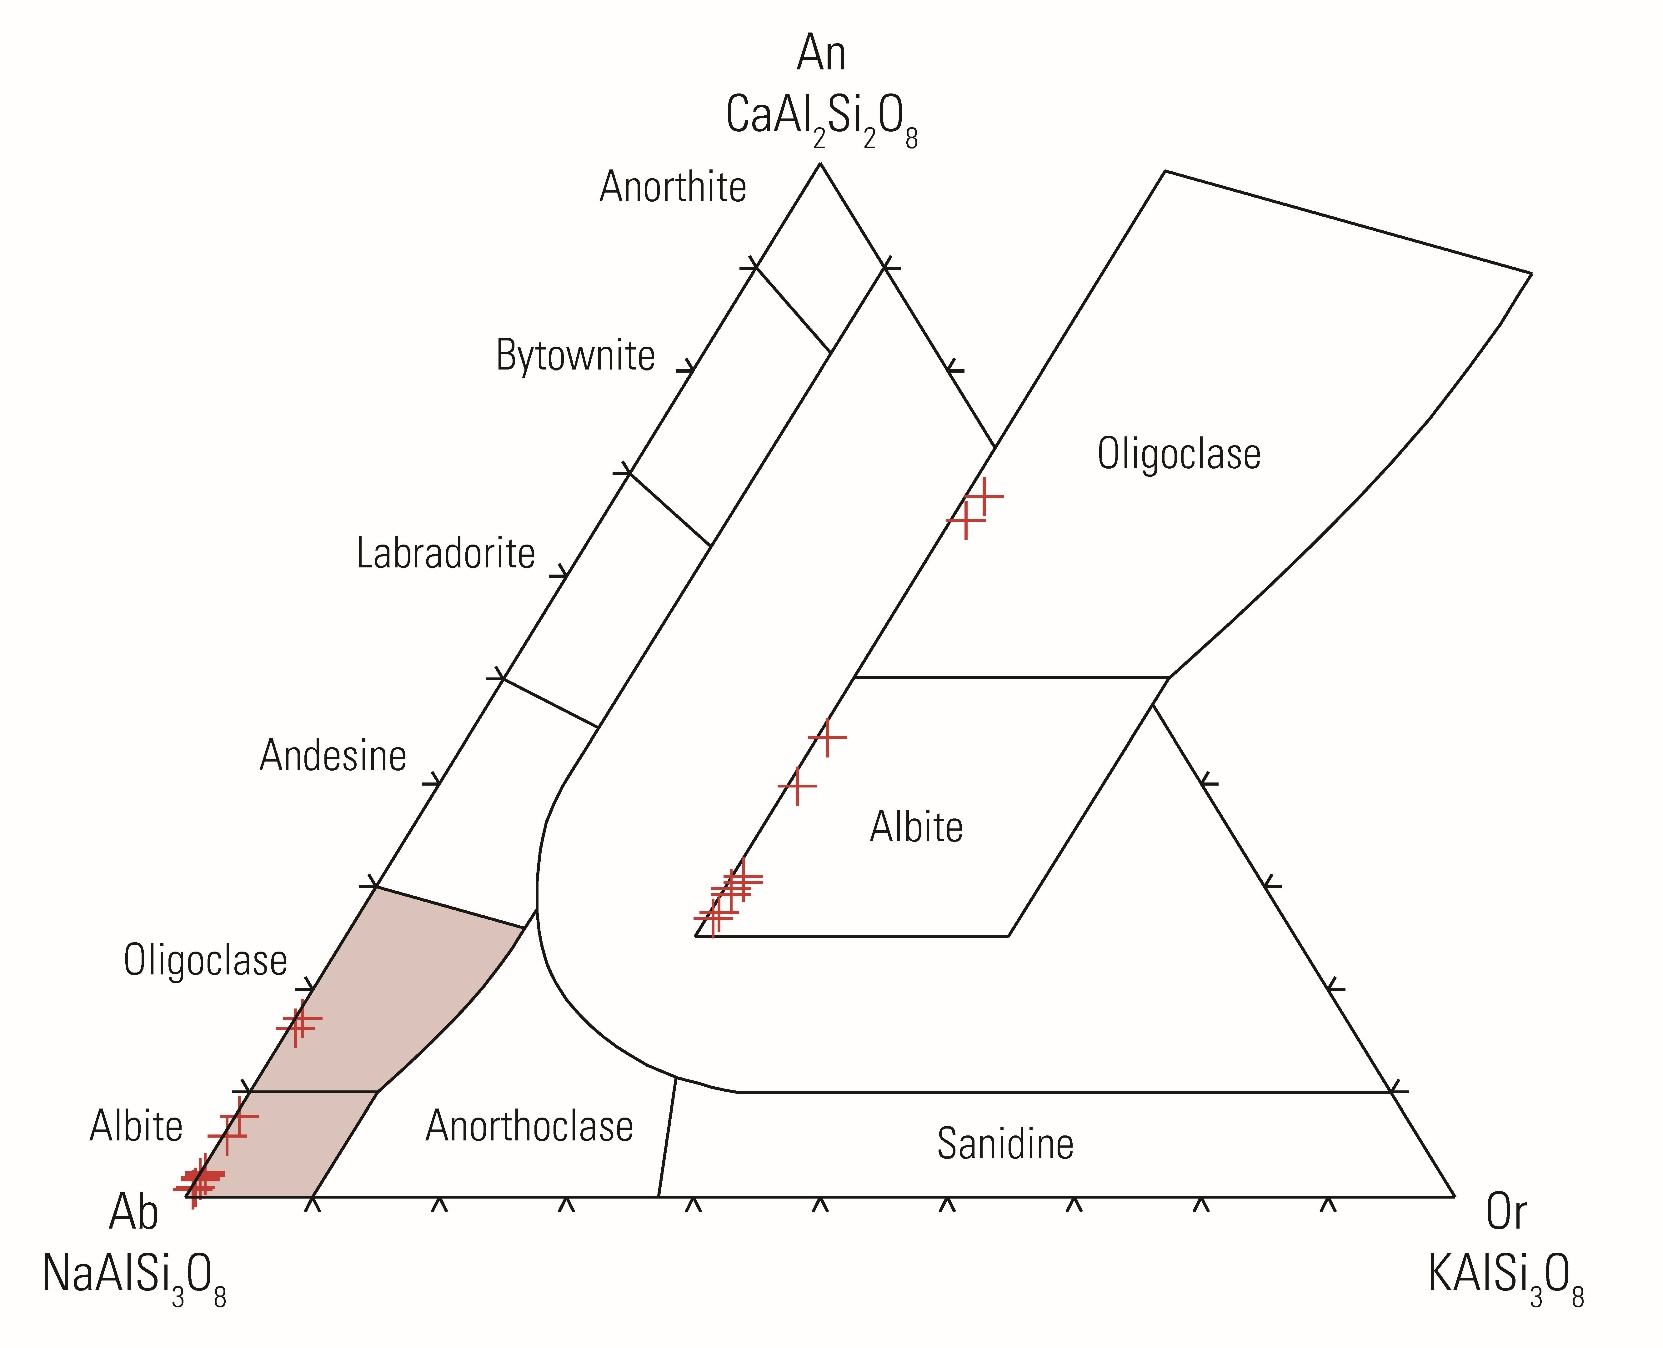 An
CaAl₂Si₂O₈
Anorthite
Bytownite
Oligoclase
Labradorite
Andesine
Albite
Oligoclase
Albite
Anorthoclase
Sanidine
Ab
Or
NaAlSi₃O₈
KAlSi₃O₈